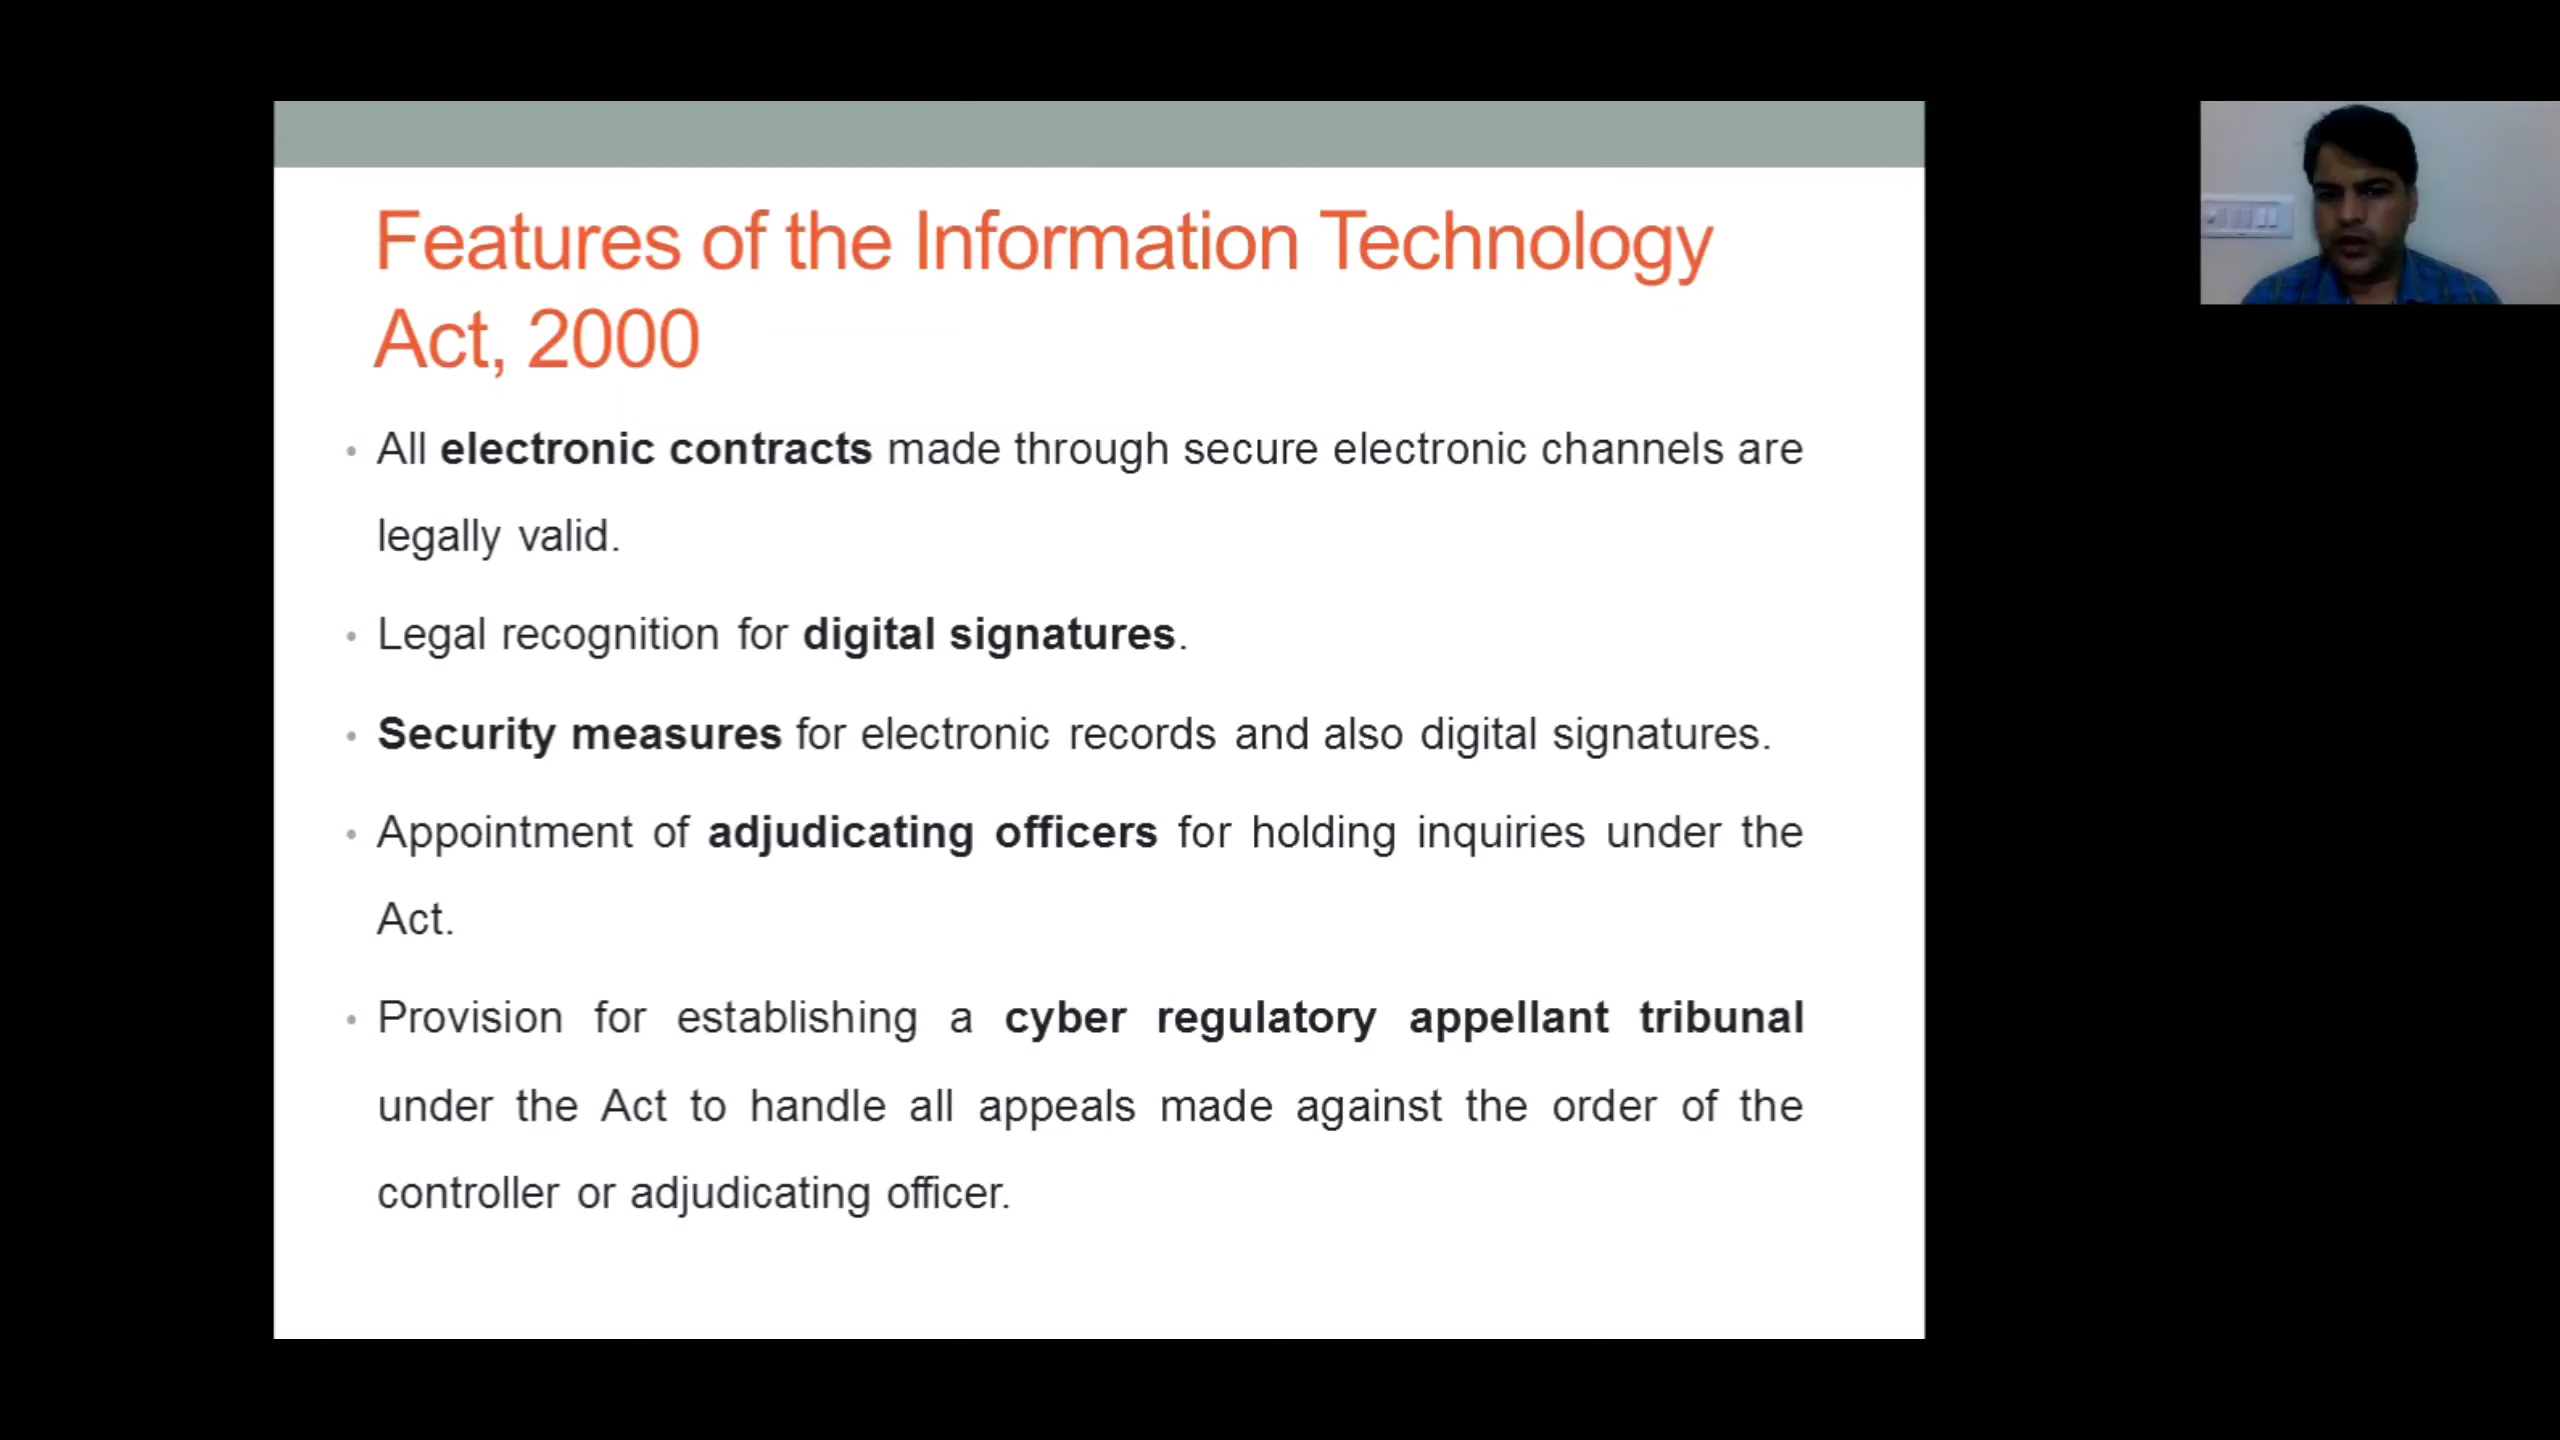 Features of the Information Technology
Act, 2000
• All electronic contracts made through secure electronic channels are
legally valid.
• Legal recognition for digital signatures.
• Security measures for electronic records and also digital signatures.
• Appointment of adjudicating officers for holding inquiries under the
Act.
• Provision for establishing a cyber regulatory appellant tribunal
under the Act to handle all appeals made against the order of the
controller or adjudicating officer.